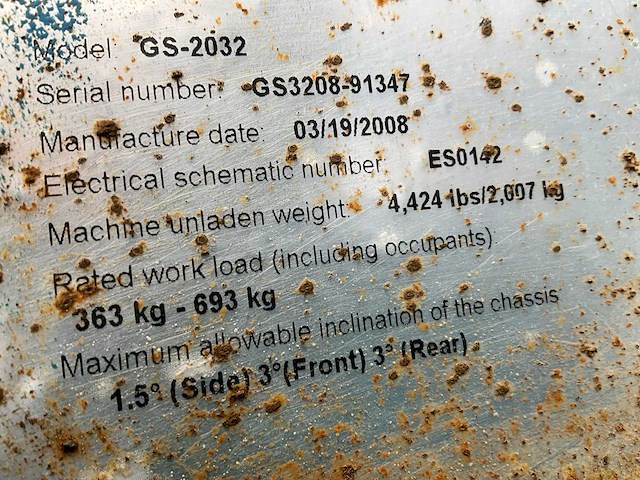 Model: GS-2032
Serial number: GS3208-91347
Manufacture date: 03/19/2008
Electrical schematic number: ES0142
Machine unladen weight: 4,424 lbs/2,007 kg
Rated work load (including occupants)
363 kg - 693 kg
Maximum allowable inclination of the chassis
1.5° (Side) 3°(Front) 3° (Rear)